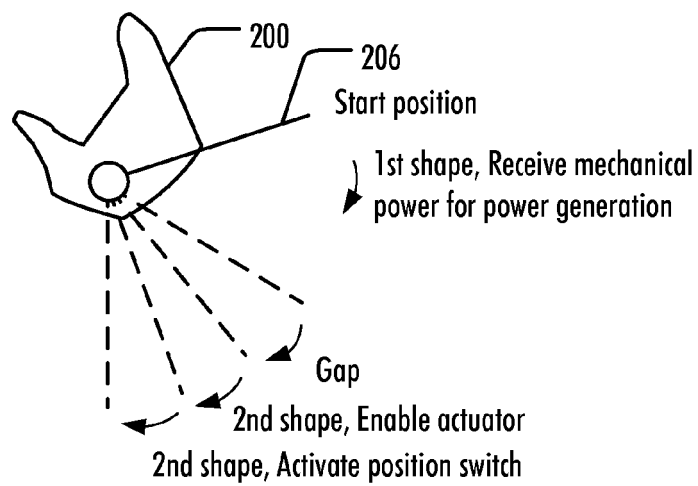 200
206
Start position
1st shape, Receive mechanical
power for power generation
Gap
2nd shape, Enable actuator
2nd shape, Activate position switch